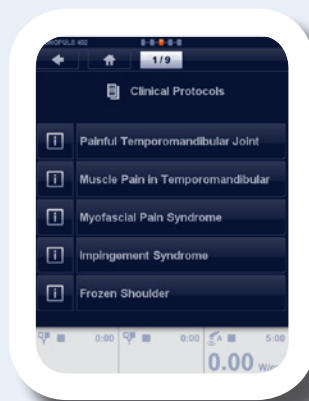 1/9
Clinical Protocols
Painful Temporomandibular Joint
Muscle Pain in Temporomandibular
Myofascial Pain Syndrome
Impingement Syndrome
Frozen Shoulder
0:00 0:00 A 5:00
0.00